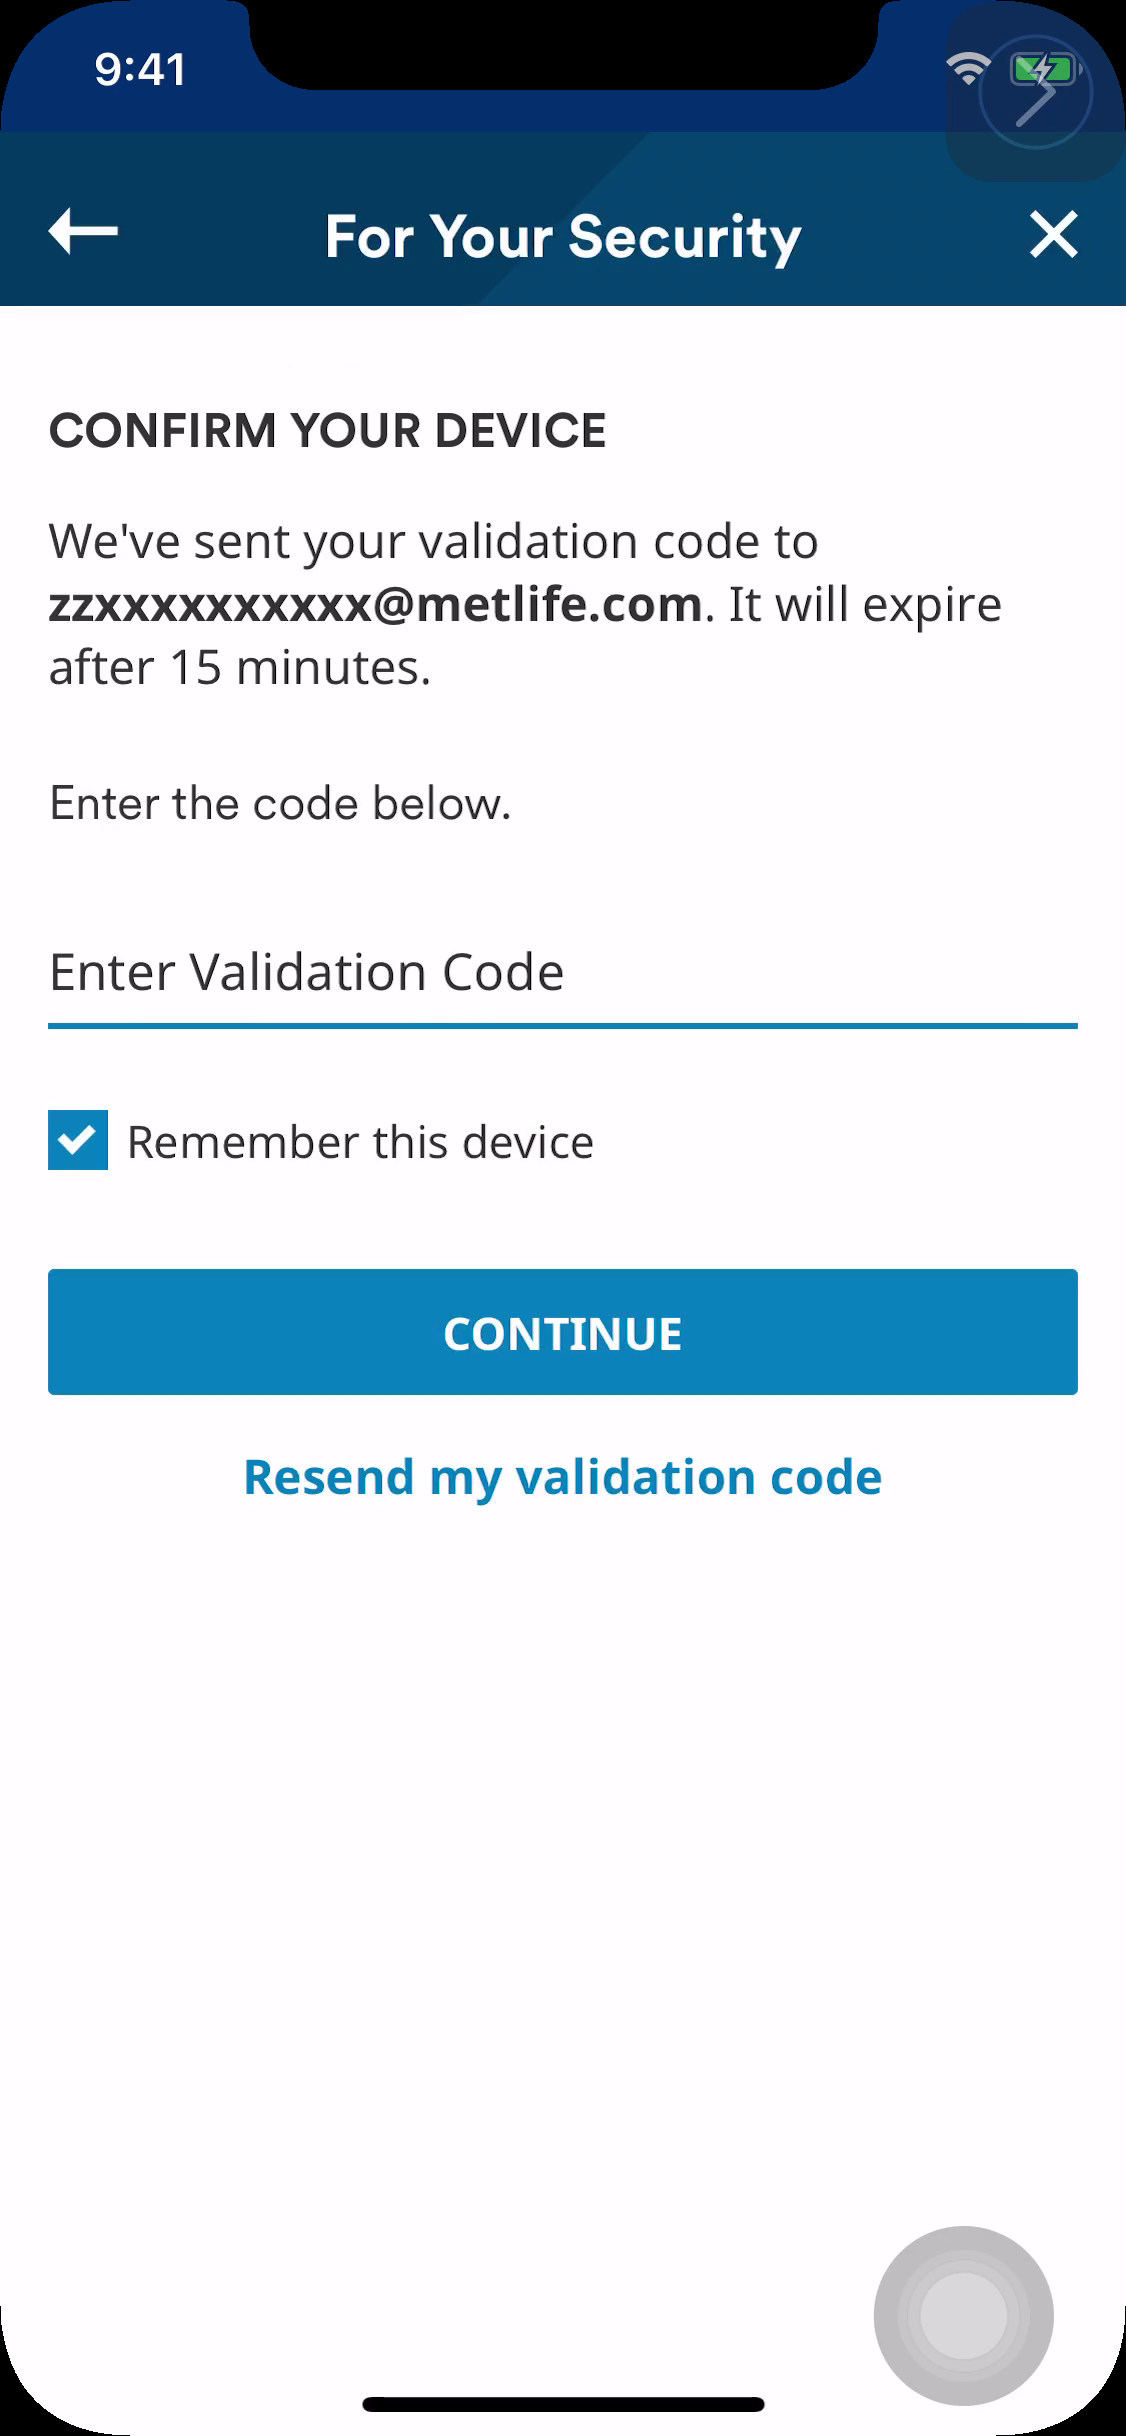 9:41
For Your Security
CONFIRM YOUR DEVICE
We've sent your validation code to
zzxxxxxxxxxx@metlife.com. It will expire
after 15 minutes.
Enter the code below.
Enter Validation Code
Remember this device
CONTINUE
Resend my validation code